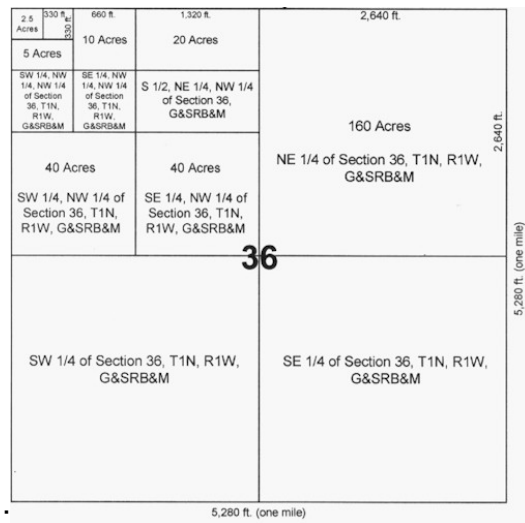 2.5
Acres
330 ft.
330 ft.
660 ft.
1,320 ft.
2,640 ft.
10 Acres
20 Acres
5 Acres
SW 1/4, NW
1/4, NW 1/4
of Section
36, T1N,
R1W,
G&SRB&M
SE 1/4, NW
1/4, NW 1/4
of Section
36, T1N,
R1W,
G&SRB&M
S 1/2, NE 1/4, NW 1/4
of Section 36,
G&SRB&M
160 Acres
NE 1/4 of Section 36, T1N, R1W,
G&SRB&M
2,640 ft.
40 Acres
SW 1/4, NW 1/4 of
Section 36, T1N,
R1W, G&SRB&M
40 Acres
SE 1/4, NW 1/4 of
Section 36, T1N,
R1W, G&SRB&M
36
5,280 ft. (one mile)
SW 1/4 of Section 36, T1N, R1W,
G&SRB&M
SE 1/4 of Section 36, T1N, R1W,
G&SRB&M
5,280 ft. (one mile)